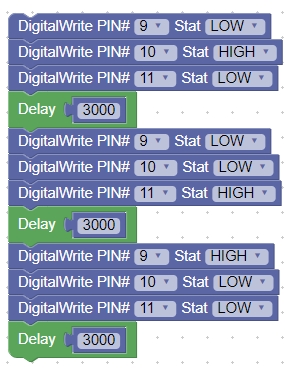 DigitalWrite PIN# 9 Stat LOW
DigitalWrite PIN# 10 Stat HIGH
DigitalWrite PIN# 11 Stat LOW
Delay 3000
DigitalWrite PIN# 9 Stat LOW
DigitalWrite PIN# 10 Stat LOW
DigitalWrite PIN# 11 Stat HIGH
Delay 3000
DigitalWrite PIN# 9 Stat HIGH
DigitalWrite PIN# 10 Stat LOW
DigitalWrite PIN# 11 Stat LOW
Delay 3000